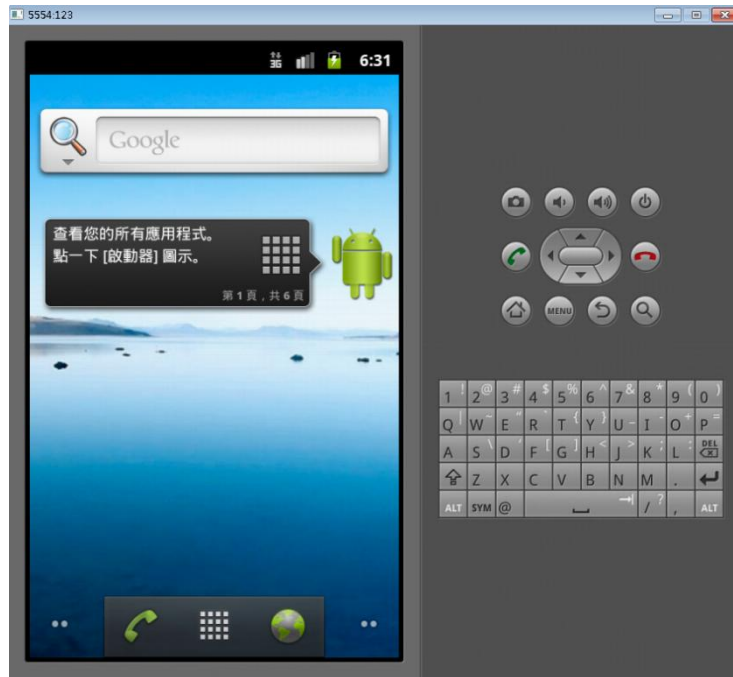 5554:123
3G
6:31
Google
查看您的所有應用程式。
點一下 [啟動器] 圖示。
第 1 頁，共 6 頁
MENU
1 ! 2 @ 3 # 4 $ 5 % 6 ^ 7 & 8 * 9 ( 0 )
Q | W ~ E " R ` T { Y } U _ I - O + P =
A S \ D ' F [ G ] H < J > K ; L : DEL
Z X C V B N M .
ALT SYM @ / ? , ALT